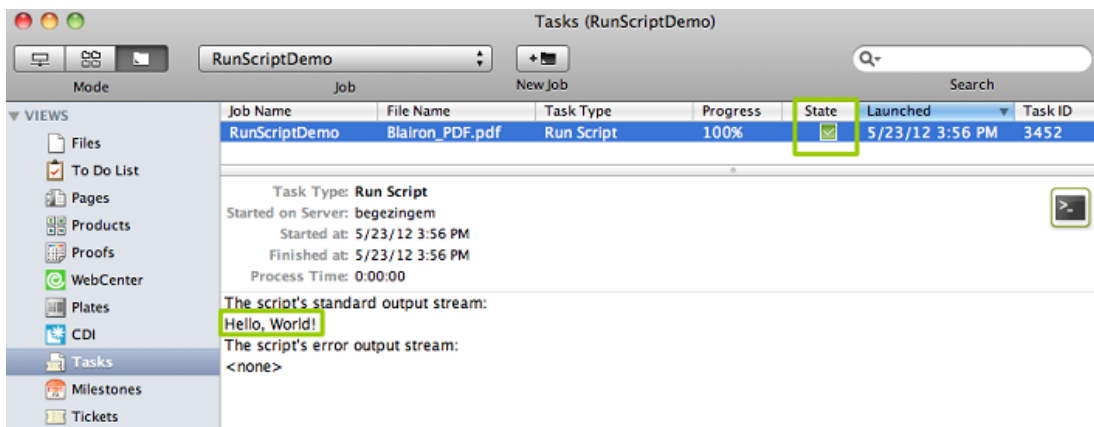 Tasks (RunScriptDemo)
RunScriptDemo
Mode
Job
New Job
Search
VIEWS
Files
To Do List
Pages
Products
Proofs
WebCenter
Plates
CDI
Tasks
Milestones
Tickets
Job Name File Name Task Type Progress State Launched Task ID
RunScriptDemo Blairon_PDF.pdf Run Script 100% 5/23/12 3:56 PM 3452
Task Type: Run Script
Started on Server: begezingem
Started at: 5/23/12 3:56 PM
Finished at: 5/23/12 3:56 PM
Process Time: 0:00:00
The script's standard output stream:
Hello, World!
The script's error output stream:
<none>